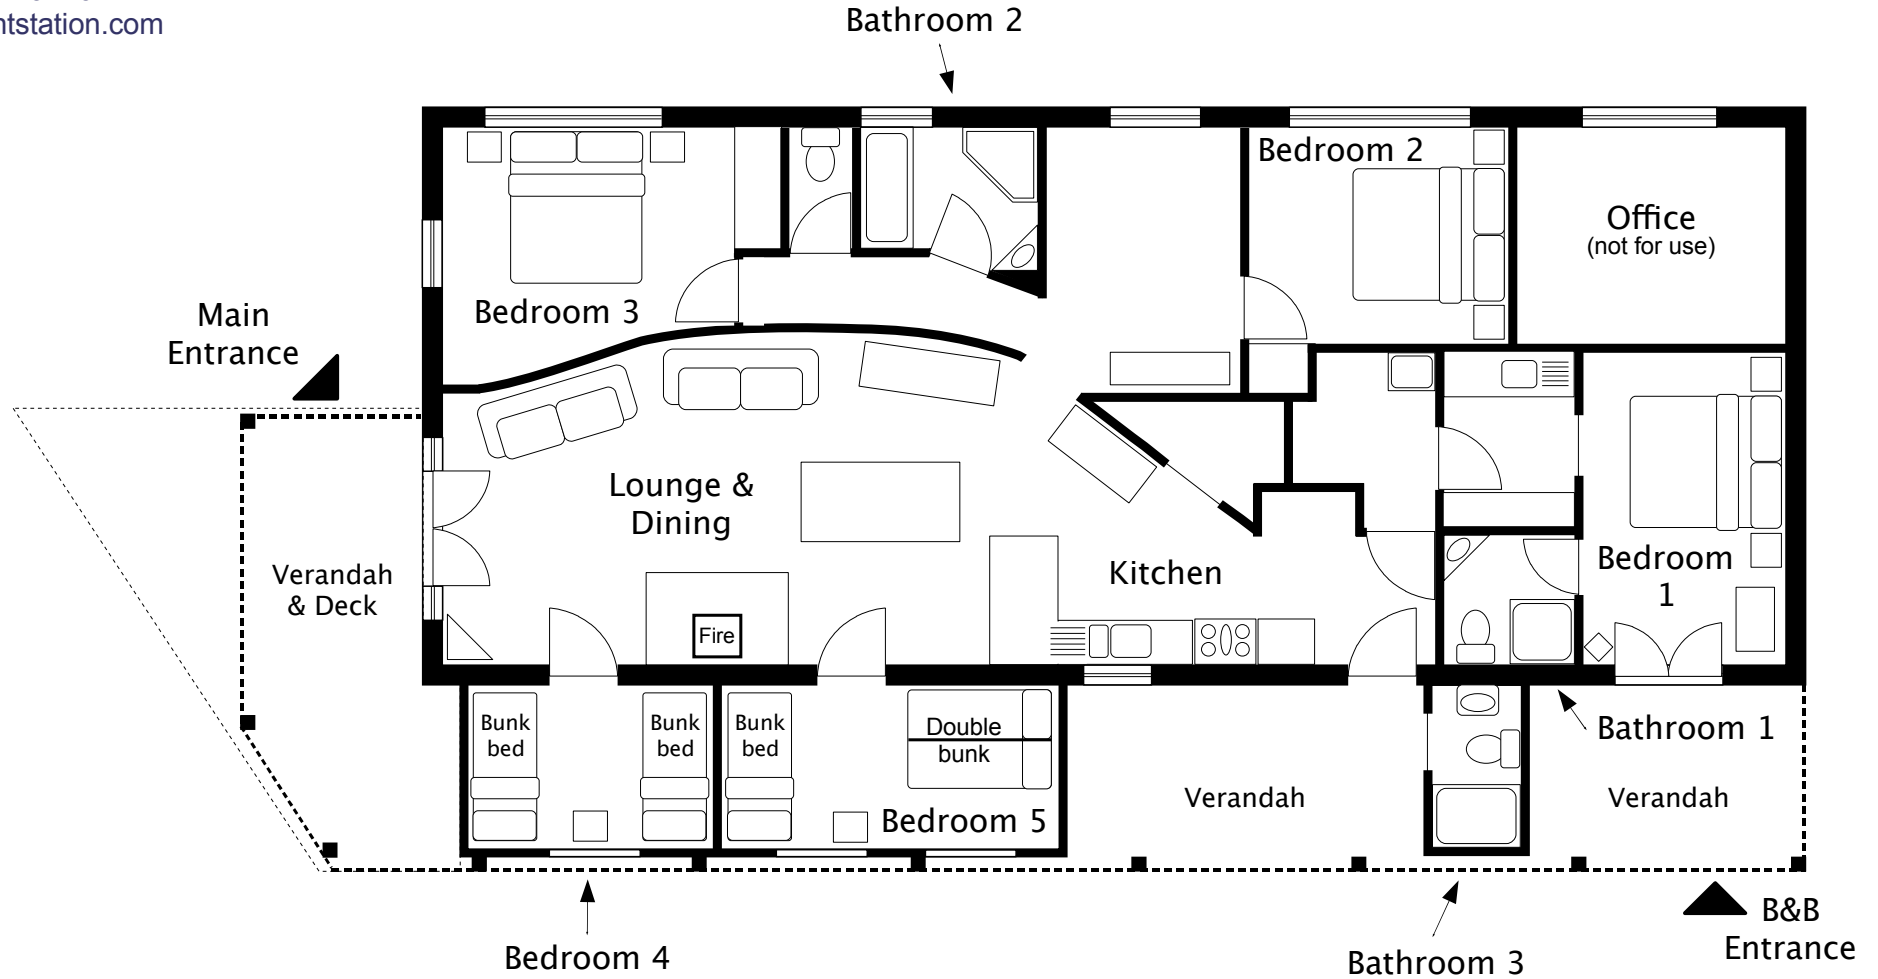 ntstation.com
Bathroom 2
Bedroom 2
Office
(not for use)
Bedroom 3
Main
Entrance
Lounge &
Dining
Kitchen
Bedroom
1
Verandah
& Deck
Fire
Bunk
bed
Bunk
bed
Bunk
bed
Double
bunk
Bedroom 5
Verandah
Bathroom 1
Verandah
Bedroom 4
Bathroom 3
B&B
Entrance